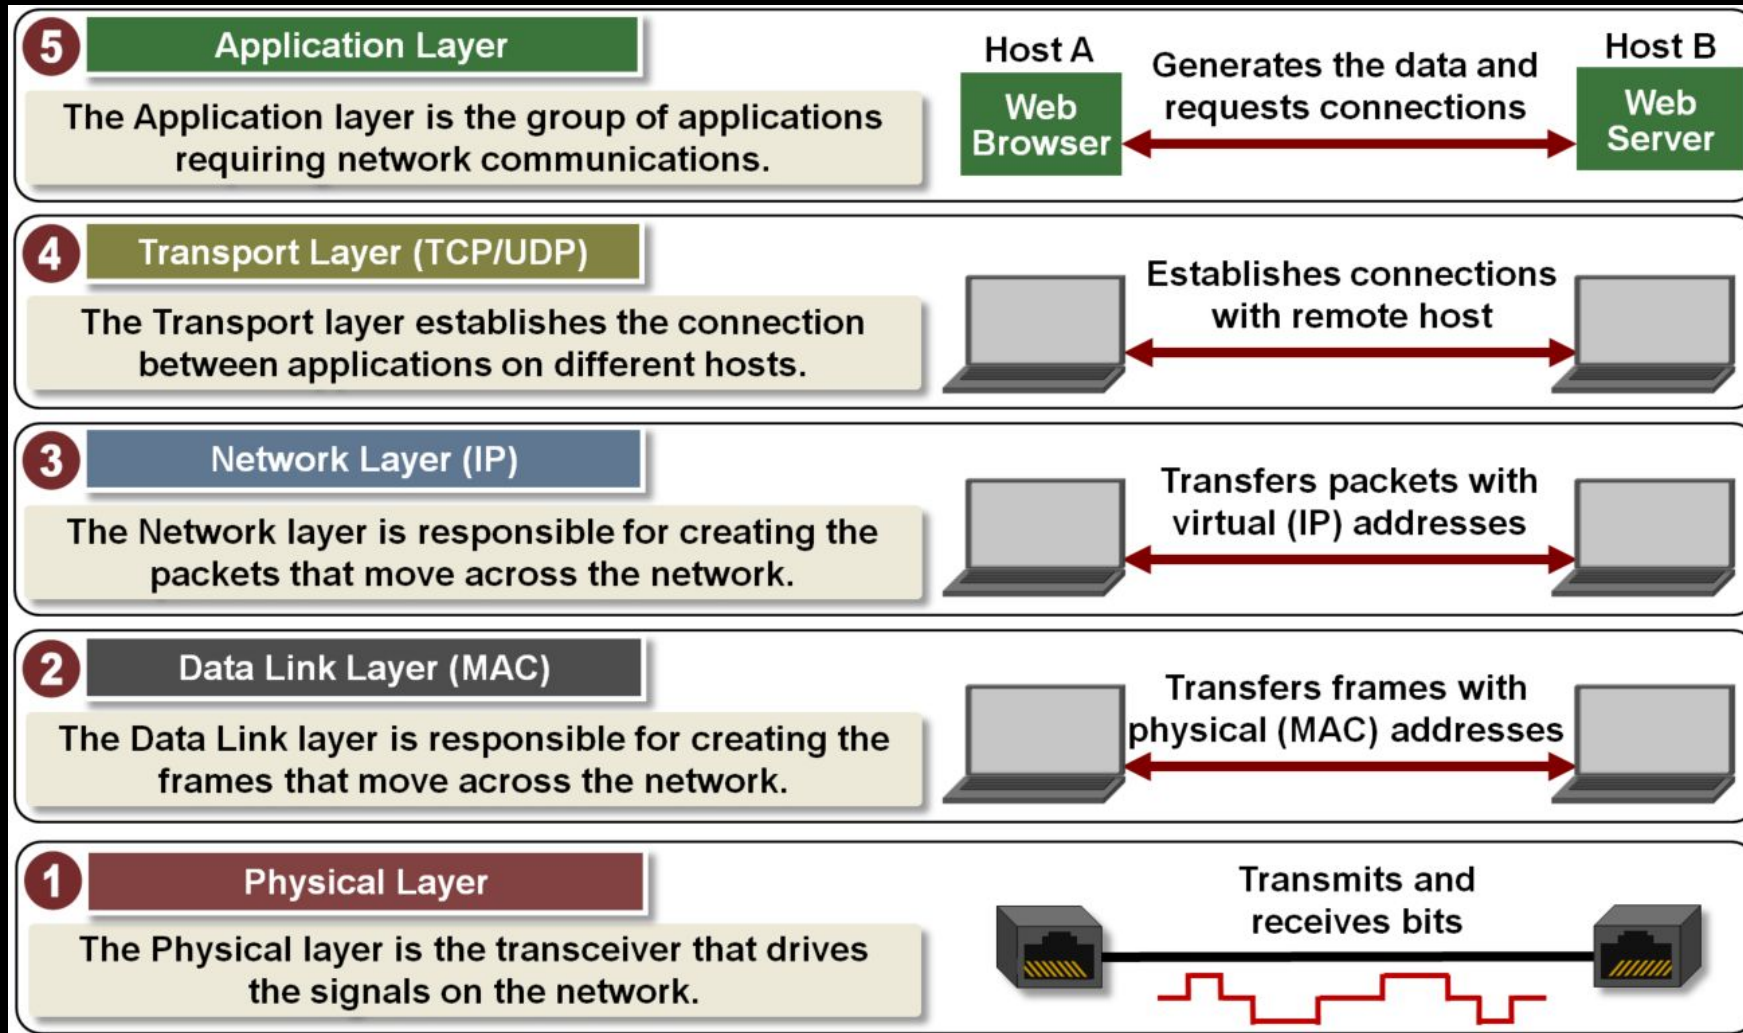 5
Application Layer
The Application layer is the group of applications
requiring network communications.
Host A
Web
Browser
Generates the data and
requests connections
Host B
Web
Server
4
Transport Layer (TCP/UDP)
The Transport layer establishes the connection
between applications on different hosts.
Establishes connections
with remote host
3
Network Layer (IP)
The Network layer is responsible for creating the
packets that move across the network.
Transfers packets with
virtual (IP) addresses
2
Data Link Layer (MAC)
The Data Link layer is responsible for creating the
frames that move across the network.
Transfers frames with
physical (MAC) addresses
1
Physical Layer
The Physical layer is the transceiver that drives
the signals on the network.
Transmits and
receives bits